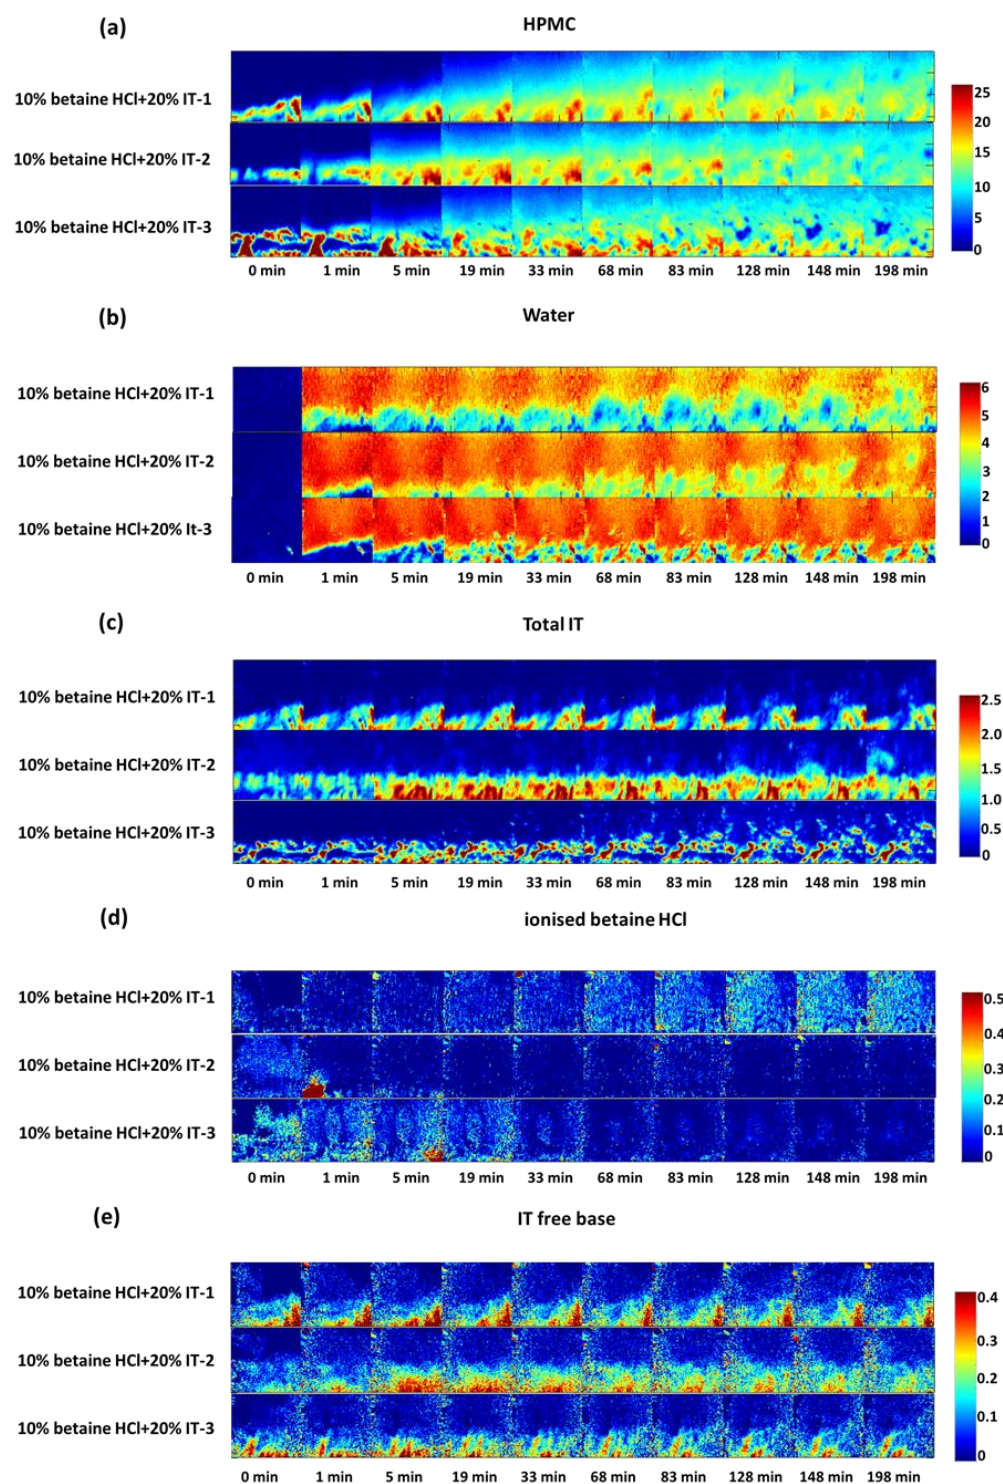 (a)
HPMC
10% betaine HCl+20% IT-1
10% betaine HCl+20% IT-2
10% betaine HCl+20% IT-3
25
20
15
10
5
0
0 min 1 min 5 min 19 min 33 min 68 min 83 min 128 min 148 min 198 min
(b)
Water
10% betaine HCl+20% IT-1
10% betaine HCl+20% IT-2
10% betaine HCl+20% It-3
6
5
4
3
2
1
0
0 min 1 min 5 min 19 min 33 min 68 min 83 min 128 min 148 min 198 min
(c)
Total IT
10% betaine HCl+20% IT-1
10% betaine HCl+20% IT-2
10% betaine HCl+20% IT-3
2.5
2.0
1.5
1.0
0.5
0
0 min 1 min 5 min 19 min 33 min 68 min 83 min 128 min 148 min 198 min
(d)
ionised betaine HCl
10% betaine HCl+20% IT-1
10% betaine HCl+20% IT-2
10% betaine HCl+20% IT-3
0.5
0.4
0.3
0.2
0.1
0
0 min 1 min 5 min 19 min 33 min 68 min 83 min 128 min 148 min 198 min
(e)
IT free base
10% betaine HCl+20% IT-1
10% betaine HCl+20% IT-2
10% betaine HCl+20% IT-3
0.4
0.3
0.2
0.1
0
0 min 1 min 5 min 19 min 33 min 68 min 83 min 128 min 148 min 198 min